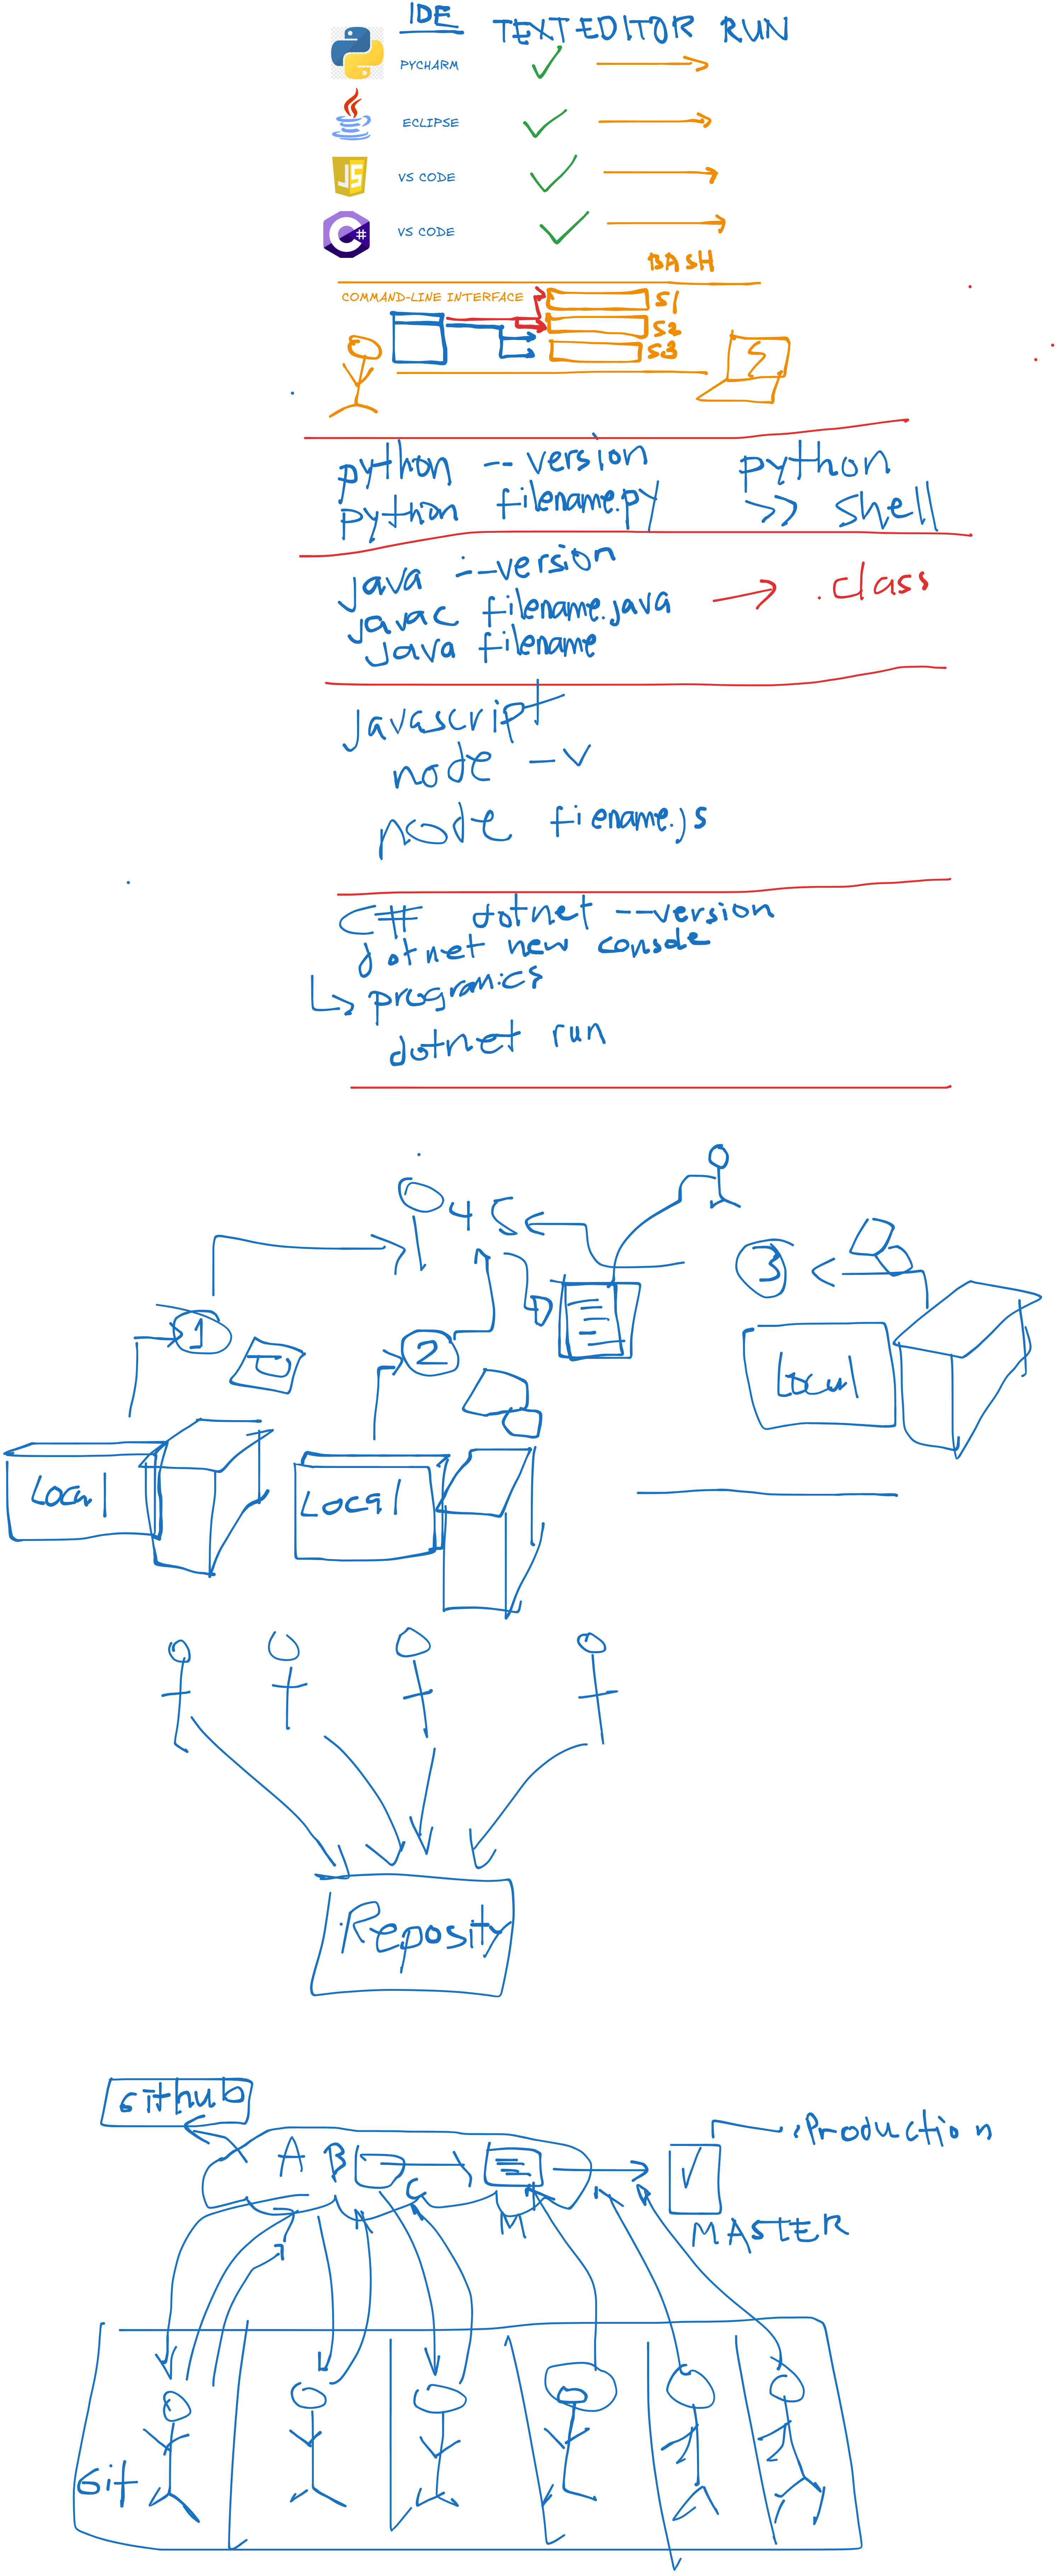 IDE TEXTEDITOR RUN
PYCHARM
ECLIPSE
JS VS CODE
C# VS CODE
BASH
COMMAND-LINE INTERFACE S1
S2
S3
python --version python
python filename.py >> shell
java --version
javac filename.java → .class
java filename
javascript
node -v
node fiename.js
C# dotnet --version
dotnet new console
program.cs
dotnet run
4
3
1
2
Local
Local
Local
Reposity
Github
A B
C
M
Production
MASTER
Git